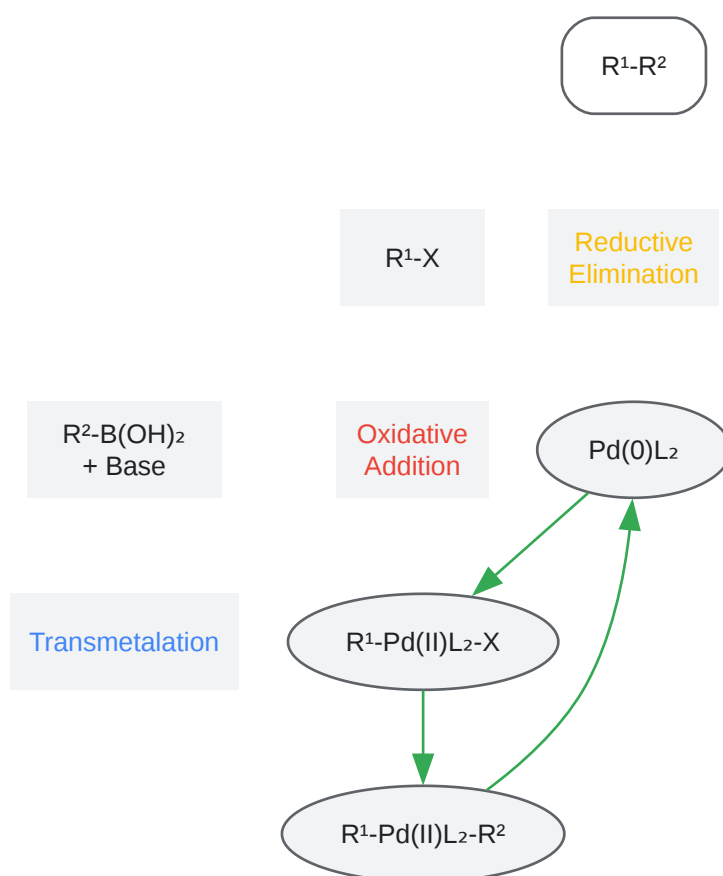 R¹-R²
R¹-X
Reductive
Elimination
R²-B(OH)₂
+ Base
Oxidative
Addition
Pd(0)L₂
Transmetalation
R¹-Pd(II)L₂-X
R¹-Pd(II)L₂-R²